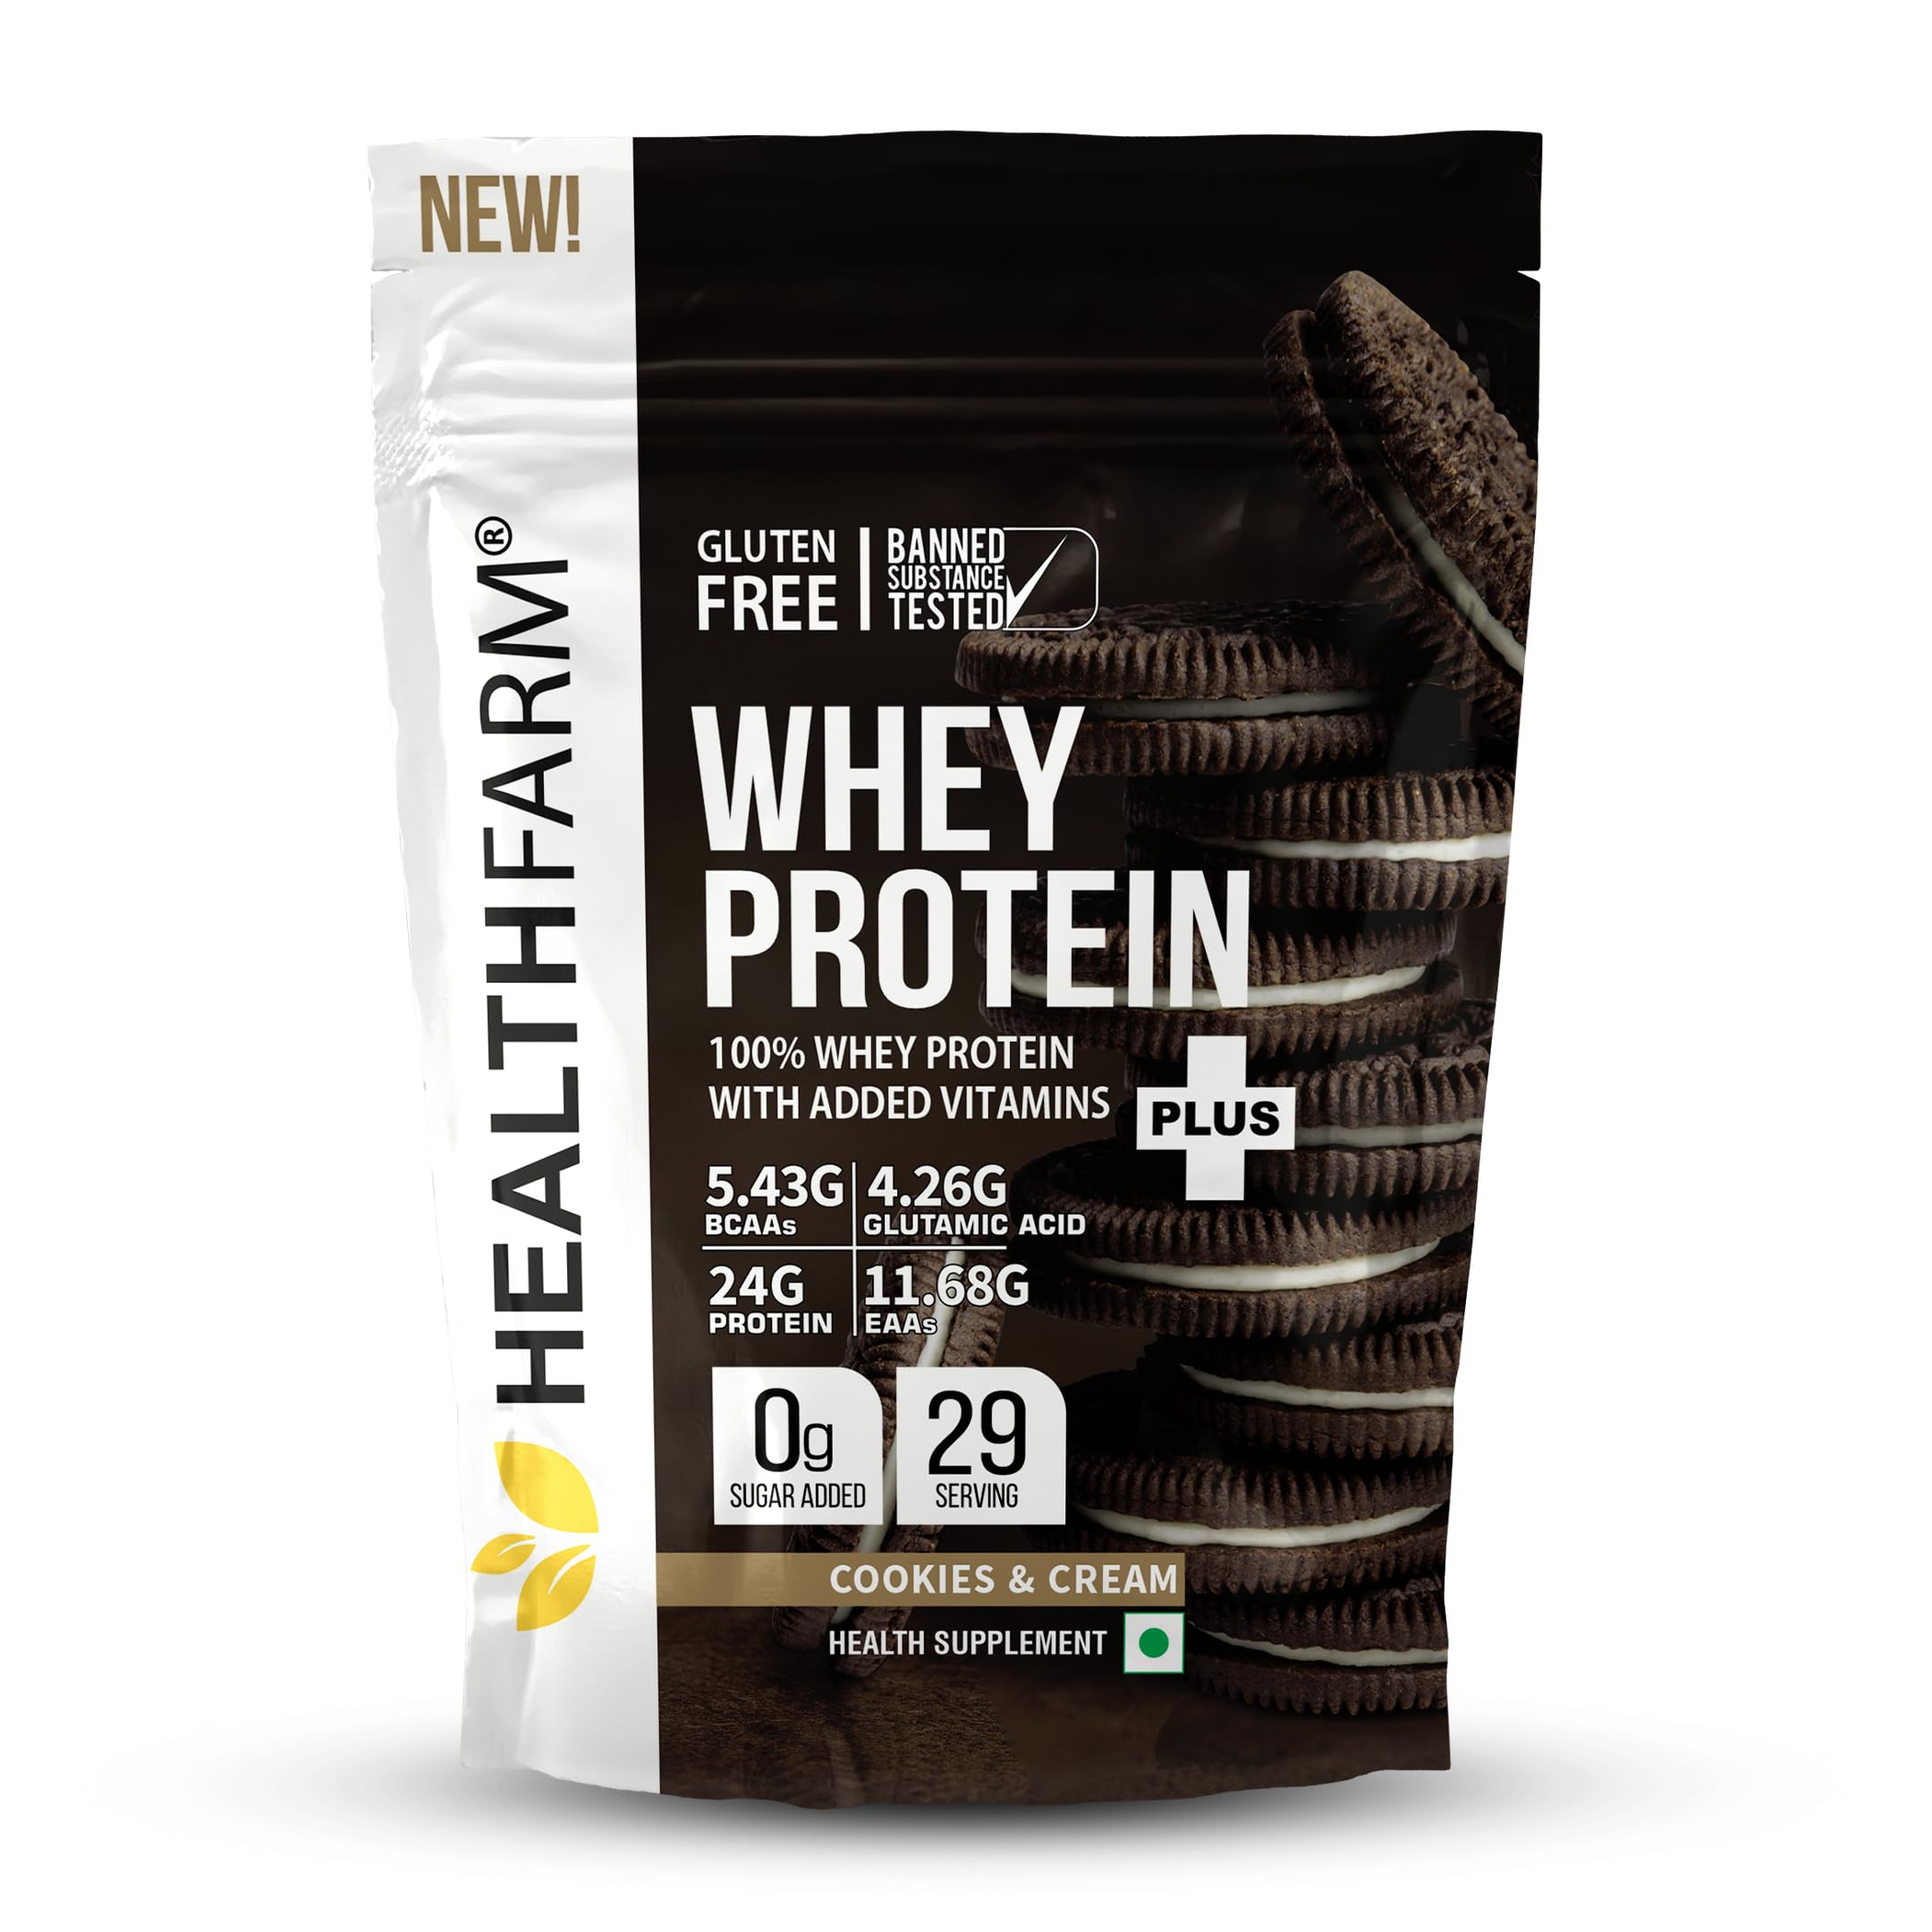 NEW!
HEALTHFARM®
GLUTEN
FREE
BANNED
SUBSTANCE
TESTED
WHEY
PROTEIN
100% WHEY PROTEIN
WITH ADDED VITAMINS
PLUS
5.43G
BCAAs
4.26G
GLUTAMIC ACID
24G
PROTEIN
11.68G
EAAs
0g
SUGAR ADDED
29
SERVING
COOKIES & CREAM
HEALTH SUPPLEMENT